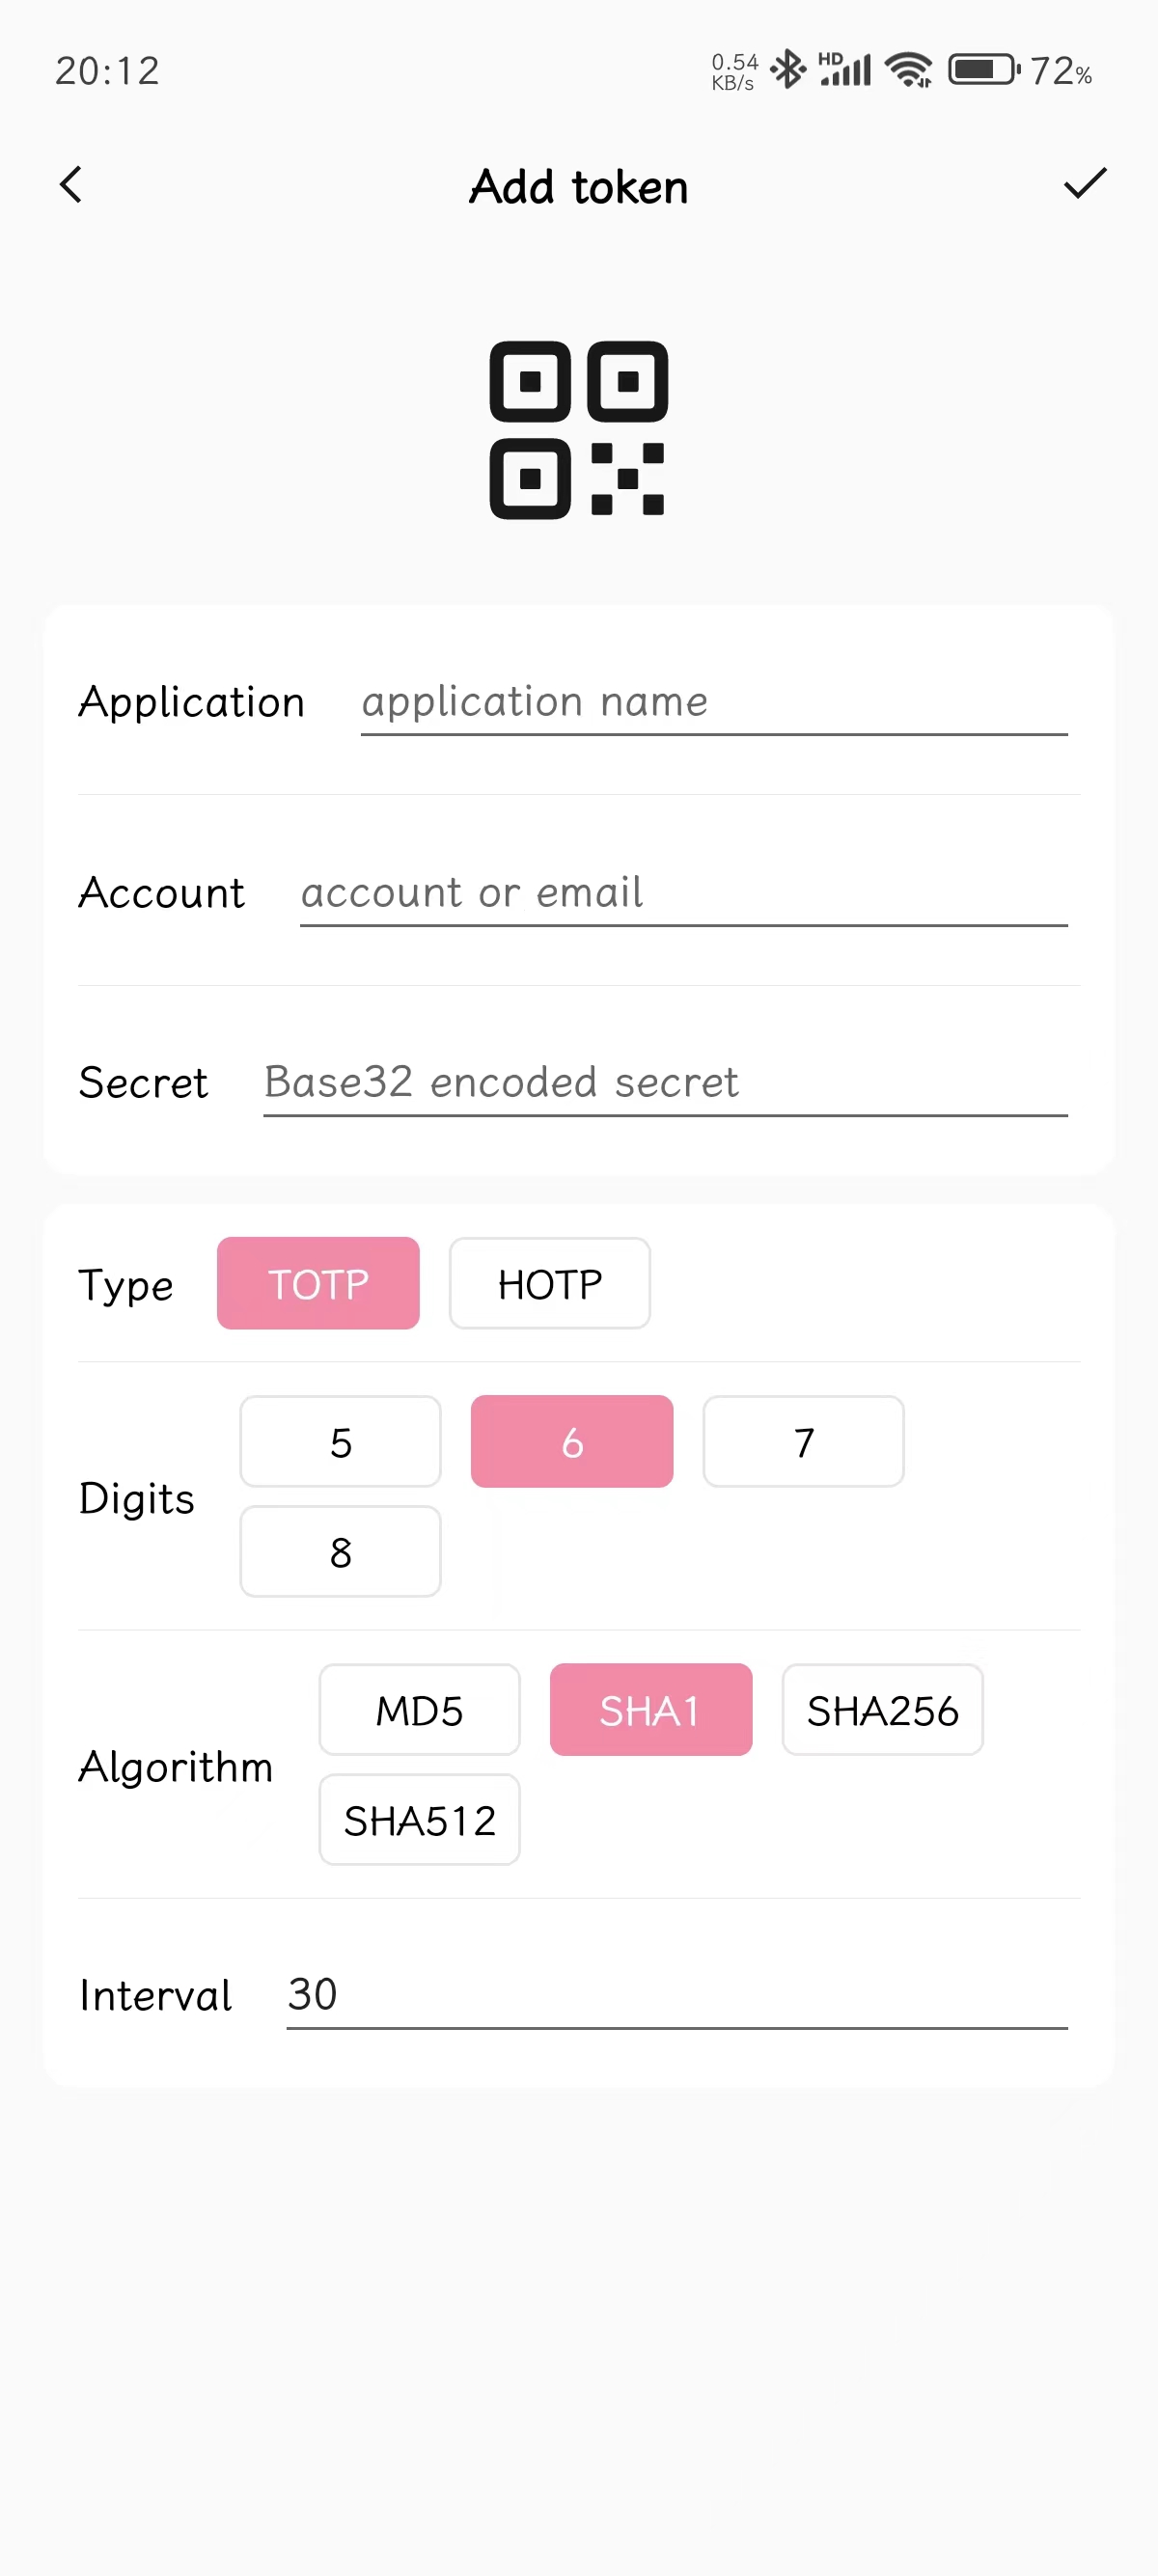 20:12
0.54
KB/s
HD
72%
Add token
Application
application name
Account
account or email
Secret
Base32 encoded secret
Type
TOTP
HOTP
Digits
5
6
7
8
Algorithm
MD5
SHA1
SHA256
SHA512
Interval
30